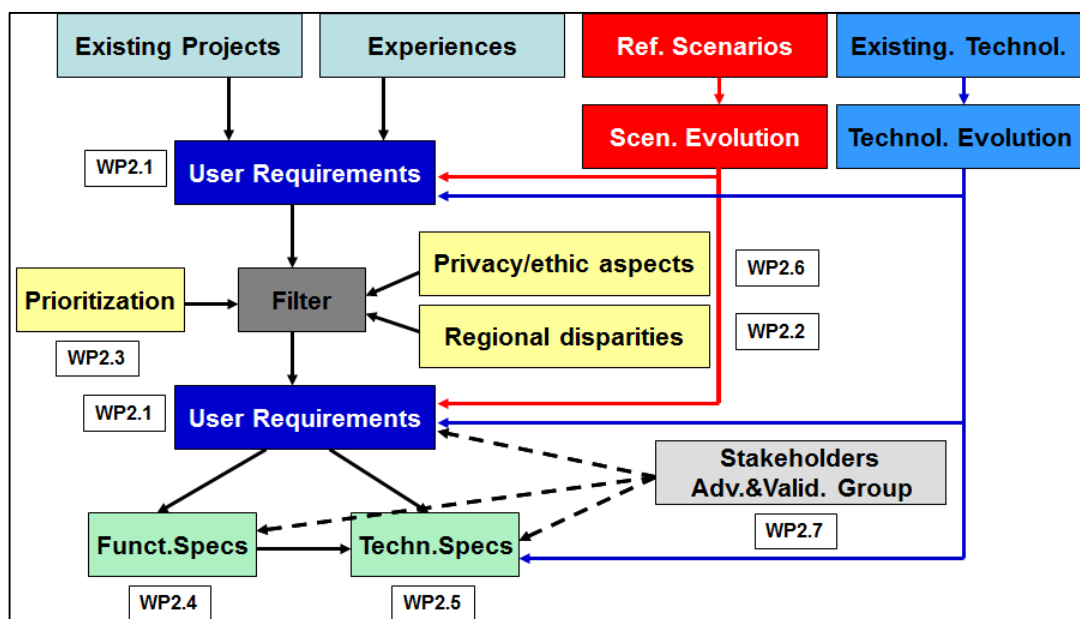 Existing Projects
Experiences
Ref. Scenarios
Existing. Technol.
Scen. Evolution
Technol. Evolution
WP2.1
User Requirements
Privacy/ethic aspects
WP2.6
Prioritization
Filter
Regional disparities
WP2.2
WP2.3
WP2.1
User Requirements
Stakeholders
Adv.&Valid. Group
WP2.7
Funct.Specs
Techn.Specs
WP2.4
WP2.5